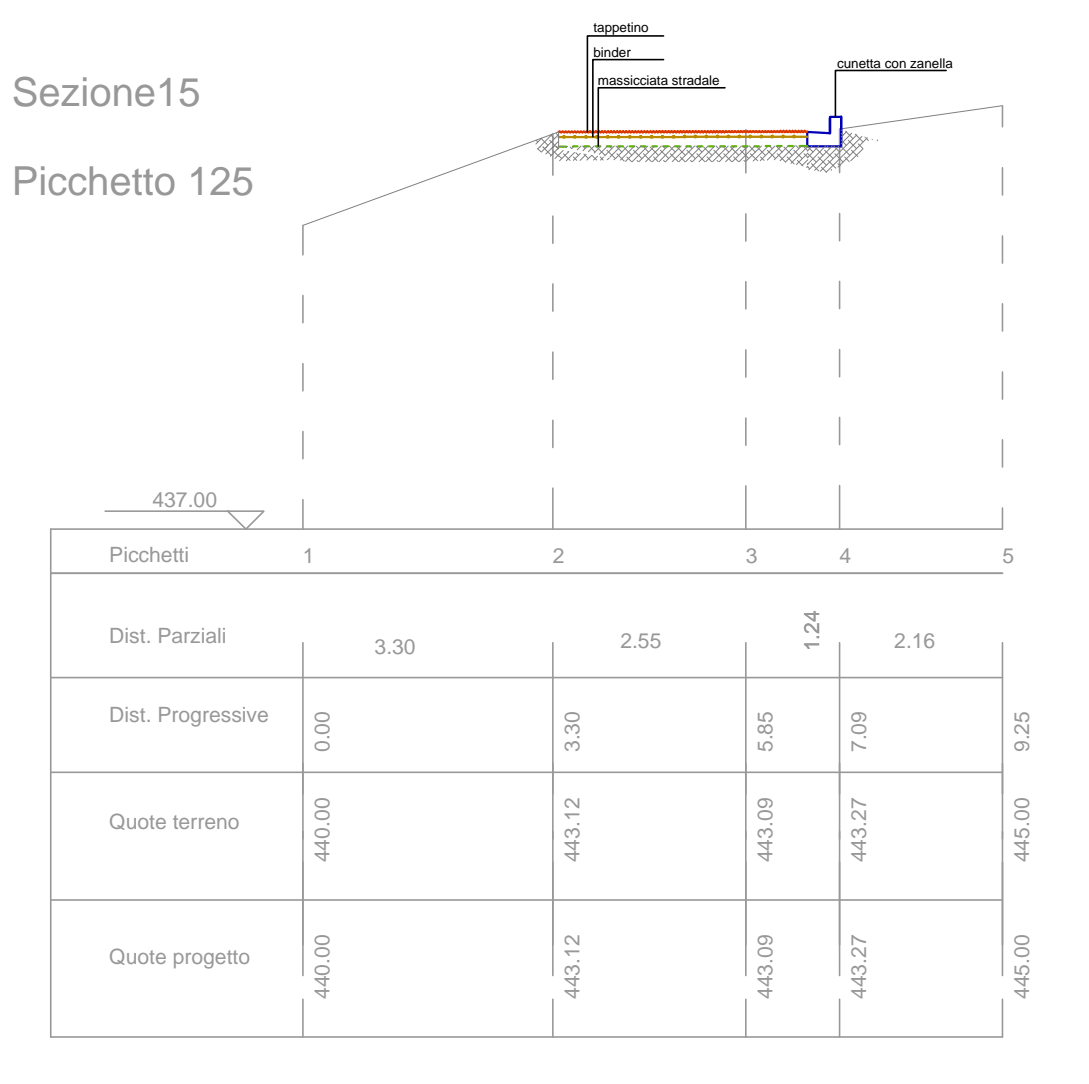 tappetino
binder
massicciata stradale
cunetta con zanella
Sezione15
Picchetto 125
437.00
Picchetti 1 2 3 4 5
Dist. Parziali 3.30 2.55 1.24 2.16
Dist. Progressive 0.00 3.30 5.85 7.09 9.25
Quote terreno 440.00 443.12 443.09 443.27 445.00
Quote progetto 440.00 443.12 443.09 443.27 445.00